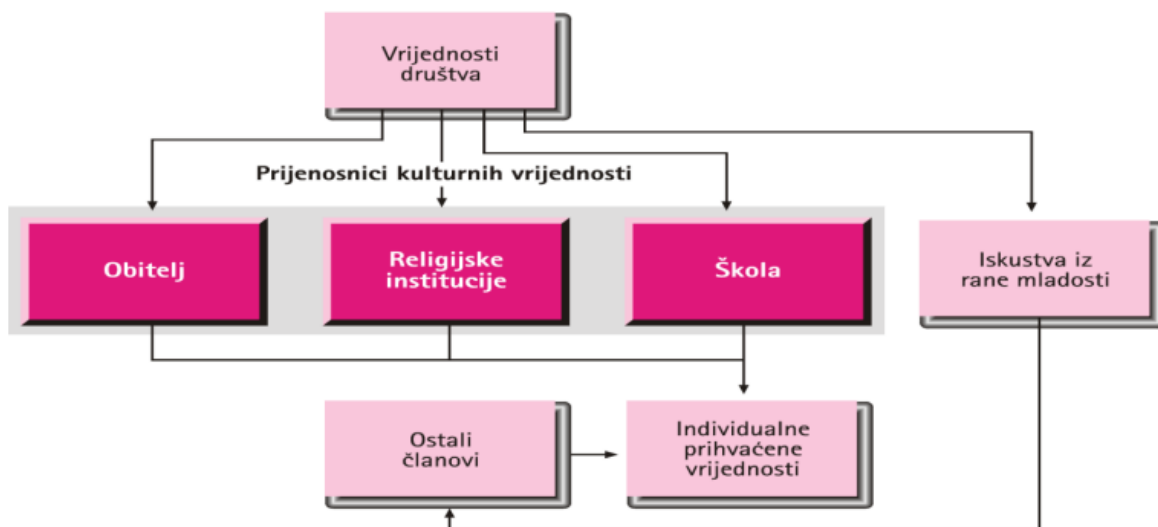 Vrijednosti
društva
Prijenosnici kulturnih vrijednosti
Obitelj
Religijske
institucije
Škola
Iskustva iz
rane mladosti
Ostali
članovi
Individualne
prihvaćene
vrijednosti